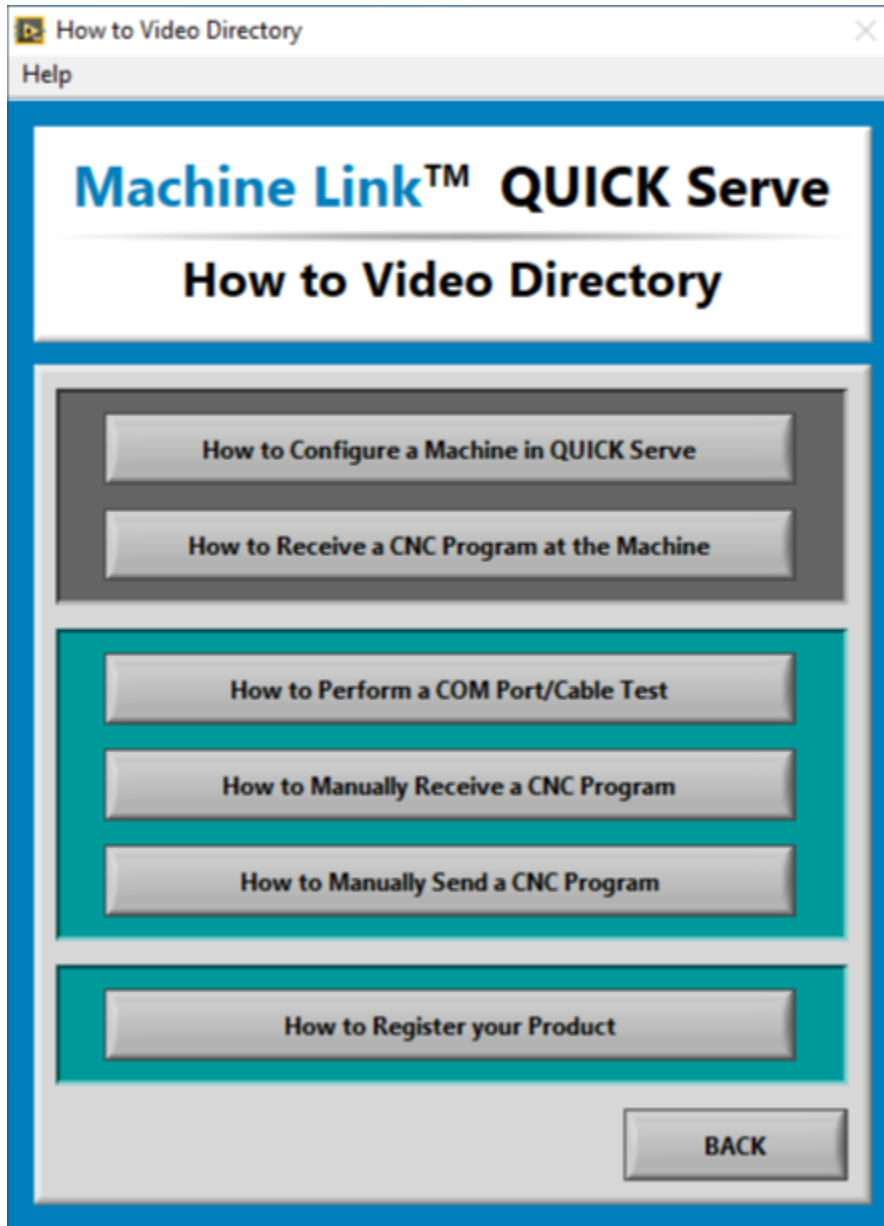 How to Video Directory
Help
Machine Link™ QUICK Serve
How to Video Directory
How to Configure a Machine in QUICK Serve
How to Receive a CNC Program at the Machine
How to Perform a COM Port/Cable Test
How to Manually Receive a CNC Program
How to Manually Send a CNC Program
How to Register your Product
BACK